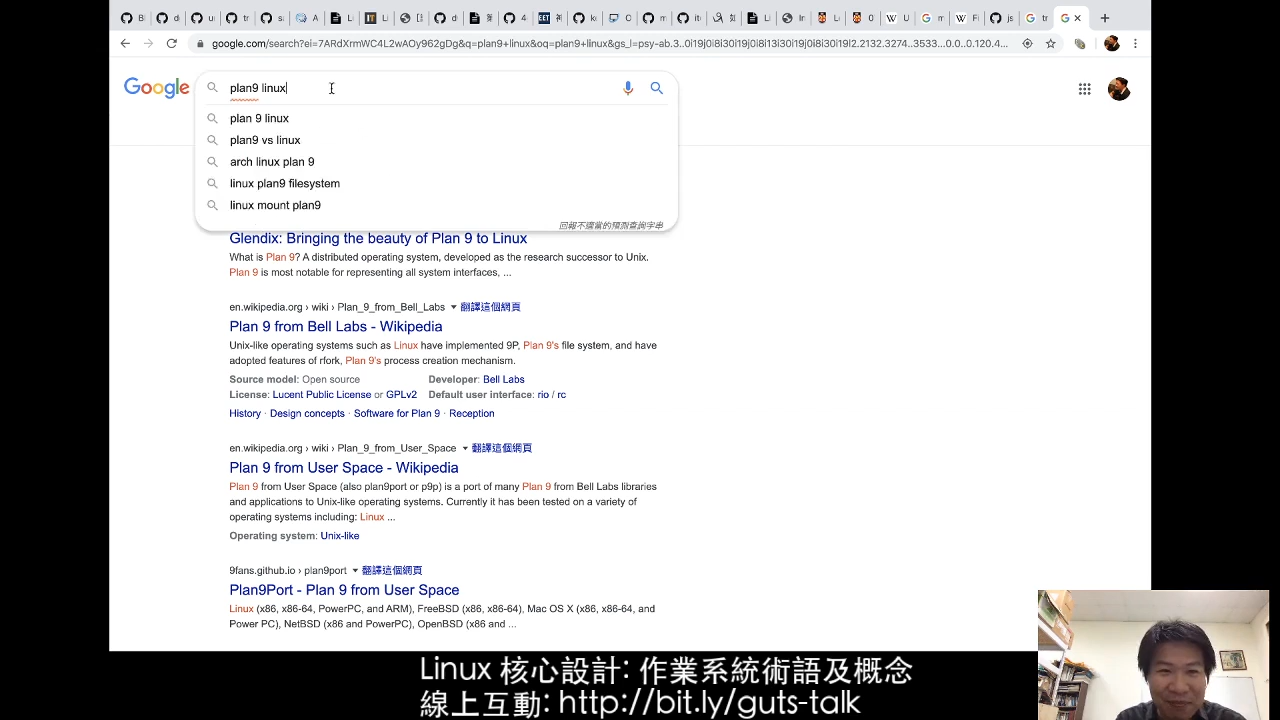 google.com/search?ei=7ARdXrmWC4L2wAOy962gDg&q=plan9+linux&oq=plan9+linux&gs_l=psy-ab.3..0i19j0i8i30i19j0i8i13i30i19j0i8i30i19l2.2132.3274..3533...0.0..0.120.4...
Google
plan9 linux
plan 9 linux
plan9 vs linux
arch linux plan 9
linux plan9 filesystem
linux mount plan9
回報不適當的預測查詢字串
Glendix: Bringing the beauty of Plan 9 to Linux
What is Plan 9? A distributed operating system, developed as the research successor to Unix.
Plan 9 is most notable for representing all system interfaces, ...
en.wikipedia.org › wiki › Plan_9_from_Bell_Labs 翻譯這個網頁
Plan 9 from Bell Labs - Wikipedia
Unix-like operating systems such as Linux have implemented 9P, Plan 9's file system, and have
adopted features of rfork, Plan 9's process creation mechanism.
Source model: Open source Developer: Bell Labs
License: Lucent Public License or GPLv2 Default user interface: rio / rc
History · Design concepts · Software for Plan 9 · Reception
en.wikipedia.org › wiki › Plan_9_from_User_Space 翻譯這個網頁
Plan 9 from User Space - Wikipedia
Plan 9 from User Space (also plan9port or p9p) is a port of many Plan 9 from Bell Labs libraries
and applications to Unix-like operating systems. Currently it has been tested on a variety of
operating systems including: Linux ...
Operating system: Unix-like
9fans.github.io › plan9port 翻譯這個網頁
Plan9Port - Plan 9 from User Space
Linux (x86, x86-64, PowerPC, and ARM), FreeBSD (x86, x86-64), Mac OS X (x86, x86-64, and
Power PC), NetBSD (x86 and PowerPC), OpenBSD (x86 and ...
Linux 核心設計: 作業系統術語及概念
線上互動: http://bit.ly/guts-talk